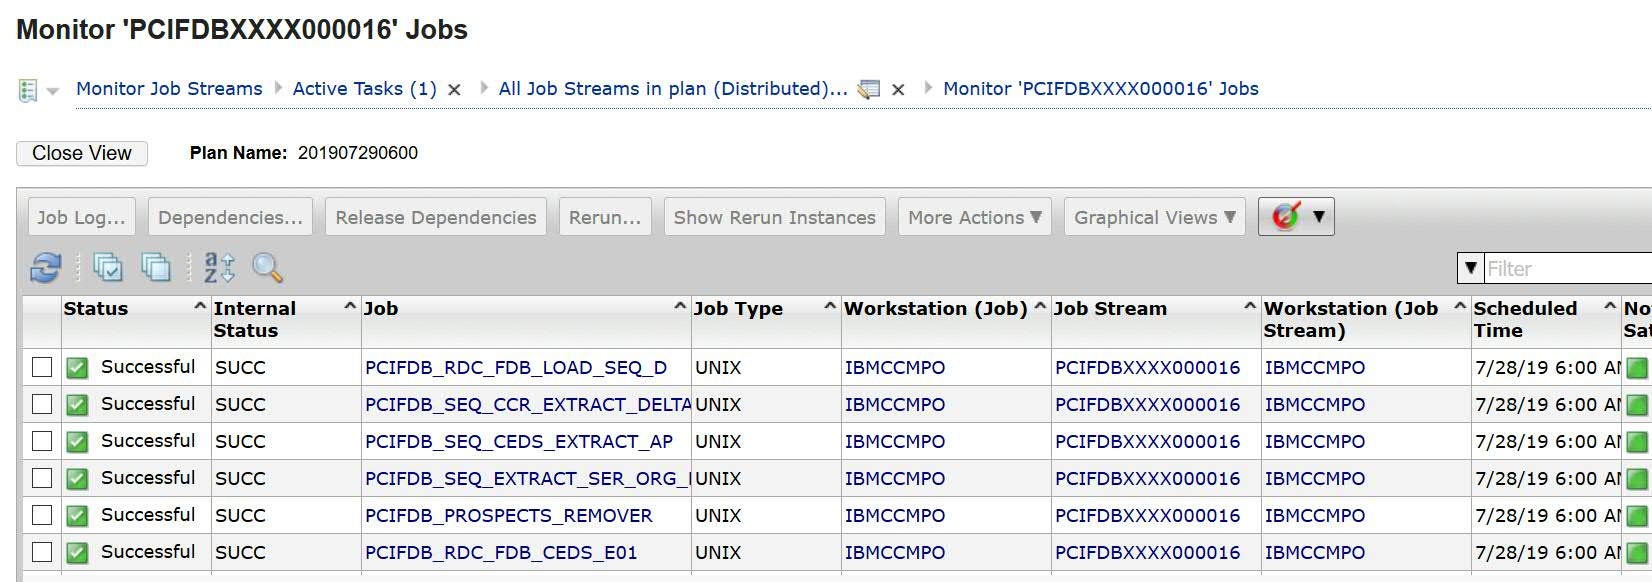 Monitor 'PCIFDBXXXX000016' Jobs
Monitor Job Streams Active Tasks (1) All Job Streams in plan (Distributed)... Monitor 'PCIFDBXXXX000016' Jobs
Close View Plan Name: 201907290600
Job Log... Dependencies... Release Dependencies Rerun... Show Rerun Instances More Actions Graphical Views
Filter
Status Internal Status Job Job Type Workstation (Job) Job Stream Workstation (Job Stream) Scheduled Time
Successful SUCC PCIFDB_RDC_FDB_LOAD_SEQ_D UNIX IBMCCMPO PCIFDBXXXX000016 IBMCCMPO 7/28/19 6:00
Successful SUCC PCIFDB_SEQ_CCR_EXTRACT_DELTA UNIX IBMCCMPO PCIFDBXXXX000016 IBMCCMPO 7/28/19 6:00
Successful SUCC PCIFDB_SEQ_CEDS_EXTRACT_AP UNIX IBMCCMPO PCIFDBXXXX000016 IBMCCMPO 7/28/19 6:00
Successful SUCC PCIFDB_SEQ_EXTRACT_SER_ORG_ UNIX IBMCCMPO PCIFDBXXXX000016 IBMCCMPO 7/28/19 6:00
Successful SUCC PCIFDB_PROSPECTS_REMOVER UNIX IBMCCMPO PCIFDBXXXX000016 IBMCCMPO 7/28/19 6:00
Successful SUCC PCIFDB_RDC_FDB_CEDS_E01 UNIX IBMCCMPO PCIFDBXXXX000016 IBMCCMPO 7/28/19 6:00